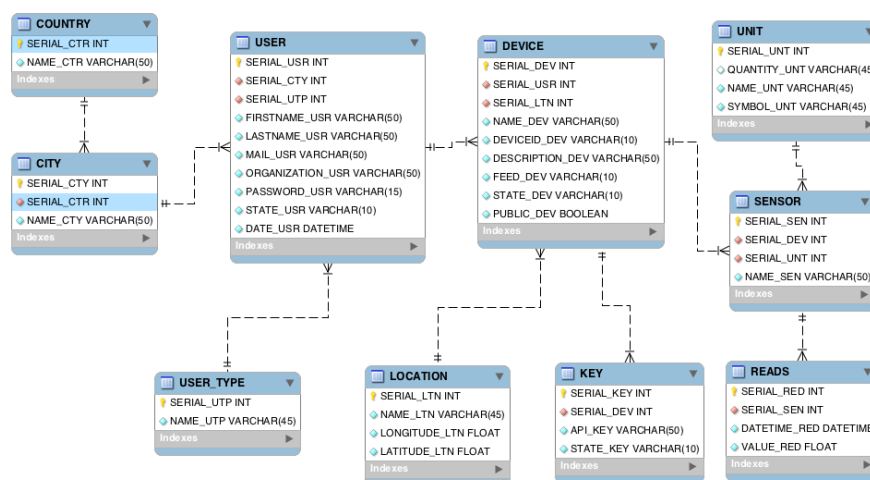 COUNTRY
SERIAL_CTR INT
NAME_CTR VARCHAR(50)
Indexes
CITY
SERIAL_CTY INT
SERIAL_CTR INT
NAME_CTY VARCHAR(50)
Indexes
USER
SERIAL_USR INT
SERIAL_CTY INT
SERIAL_UTP INT
FIRSTNAME_USR VARCHAR(50)
LASTNAME_USR VARCHAR(50)
MAIL_USR VARCHAR(50)
ORGANIZATION_USR VARCHAR(50)
PASSWORD_USR VARCHAR(15)
STATE_USR VARCHAR(10)
DATE_USR DATETIME
Indexes
USER_TYPE
SERIAL_UTP INT
NAME_UTP VARCHAR(45)
Indexes
DEVICE
SERIAL_DEV INT
SERIAL_USR INT
SERIAL_LTN INT
NAME_DEV VARCHAR(50)
DEVICEID_DEV VARCHAR(10)
DESCRIPTION_DEV VARCHAR(50)
FEED_DEV VARCHAR(10)
STATE_DEV VARCHAR(10)
PUBLIC_DEV BOOLEAN
Indexes
LOCATION
SERIAL_LTN INT
NAME_LTN VARCHAR(45)
LONGITUDE_LTN FLOAT
LATITUDE_LTN FLOAT
Indexes
KEY
SERIAL_KEY INT
SERIAL_DEV INT
API_KEY VARCHAR(50)
STATE_KEY VARCHAR(10)
Indexes
UNIT
SERIAL_UNT INT
QUANTITY_UNT VARCHAR(45
NAME_UNT VARCHAR(45)
SYMBOL_UNT VARCHAR(45)
Indexes
SENSOR
SERIAL_SEN INT
SERIAL_DEV INT
SERIAL_UNT INT
NAME_SEN VARCHAR(50)
Indexes
READS
SERIAL_RED INT
SERIAL_SEN INT
DATETIME_RED DATETIME
VALUE_RED FLOAT
Indexes